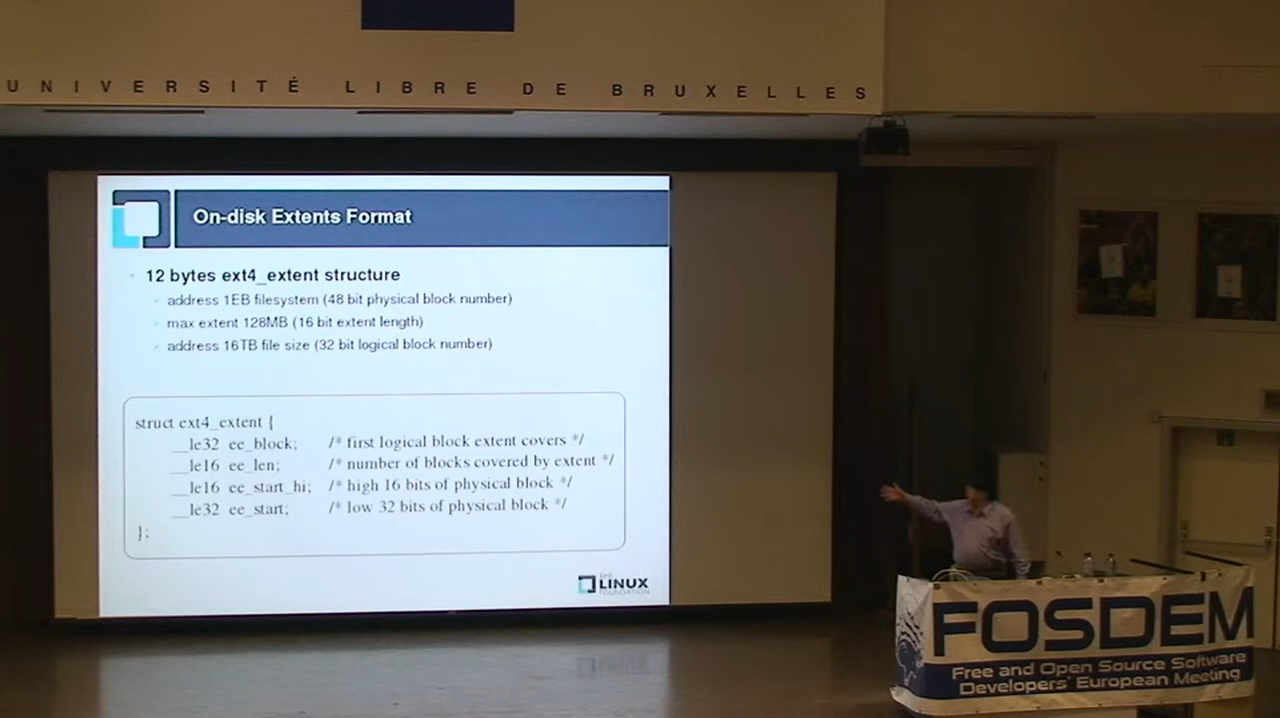 UNIVERSITÉ LIBRE DE BRUXELLES
On-disk Extents Format
12 bytes ext4_extent structure
address 1EB filesystem (48 bit physical block number)
max extent 128MB (16 bit extent length)
address 16TB file size (32 bit logical block number)
struct ext4_extent {
__le32 ee_block; /* first logical block extent covers */
__le16 ee_len; /* number of blocks covered by extent */
__le16 ee_start_hi; /* high 16 bits of physical block */
__le32 ee_start; /* low 32 bits of physical block */
};
THE
LINUX
FOUNDATION
FOSDEM
Free and Open Source Software
Developers' European Meeting